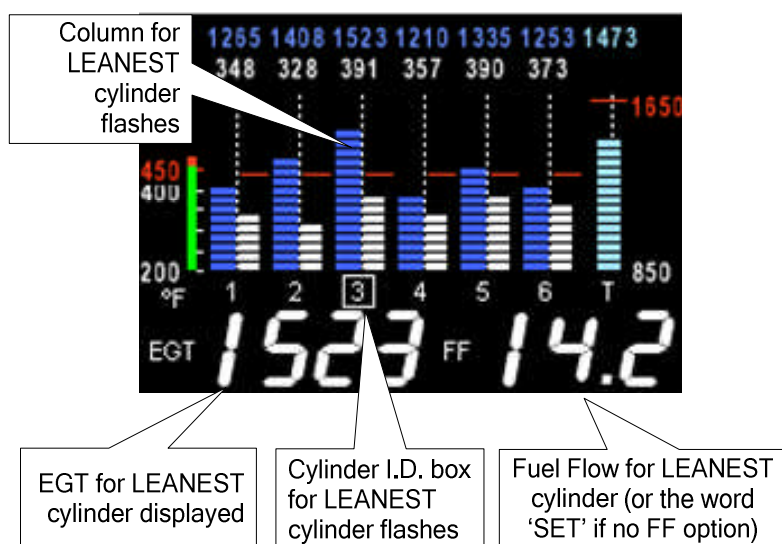 Column for
LEANEST
cylinder
flashes
1265 1408 1523 1210 1335 1253 1473
348 328 391 357 390 373
1650
450
400
200
850
°F
1 2 3 4 5 6 T
EGT 1523 FF 14.2
EGT for LEANEST
cylinder displayed
Cylinder I.D. box
for LEANEST
cylinder flashes
Fuel Flow for LEANEST
cylinder (or the word
‘SET’ if no FF option)